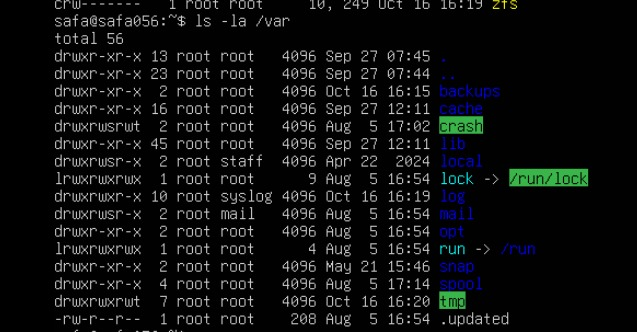 crw------- 1 root root 10, 249 Oct 16 16:19 zfs
safa@safa056:~$ ls -la /var
total 56
drwxr-xr-x 13 root root 4096 Sep 27 07:45 .
drwxr-xr-x 23 root root 4096 Sep 27 07:44 ..
drwxr-xr-x 2 root root 4096 Oct 16 16:15 backups
drwxr-xr-x 16 root root 4096 Sep 27 12:11 cache
drwxrwsrwt 2 root root 4096 Aug 5 17:02 crash
drwxr-xr-x 45 root root 4096 Sep 27 12:11 lib
drwxrwsr-x 2 root staff 4096 Apr 22 2024 local
lrwxrwxrwx 1 root root 9 Aug 5 16:54 lock -> /run/lock
drwxrwxr-x 10 root syslog 4096 Oct 16 16:19 log
drwxrwsr-x 2 root mail 4096 Aug 5 16:54 mail
drwxr-xr-x 2 root root 4096 Aug 5 16:54 opt
lrwxrwxrwx 1 root root 4 Aug 5 16:54 run -> /run
drwxr-xr-x 2 root root 4096 May 21 15:46 snap
drwxr-xr-x 4 root root 4096 Aug 5 17:14 spool
drwxrwxrwt 7 root root 4096 Oct 16 16:20 tmp
-rw-r--r-- 1 root root 208 Aug 5 16:54 .updated